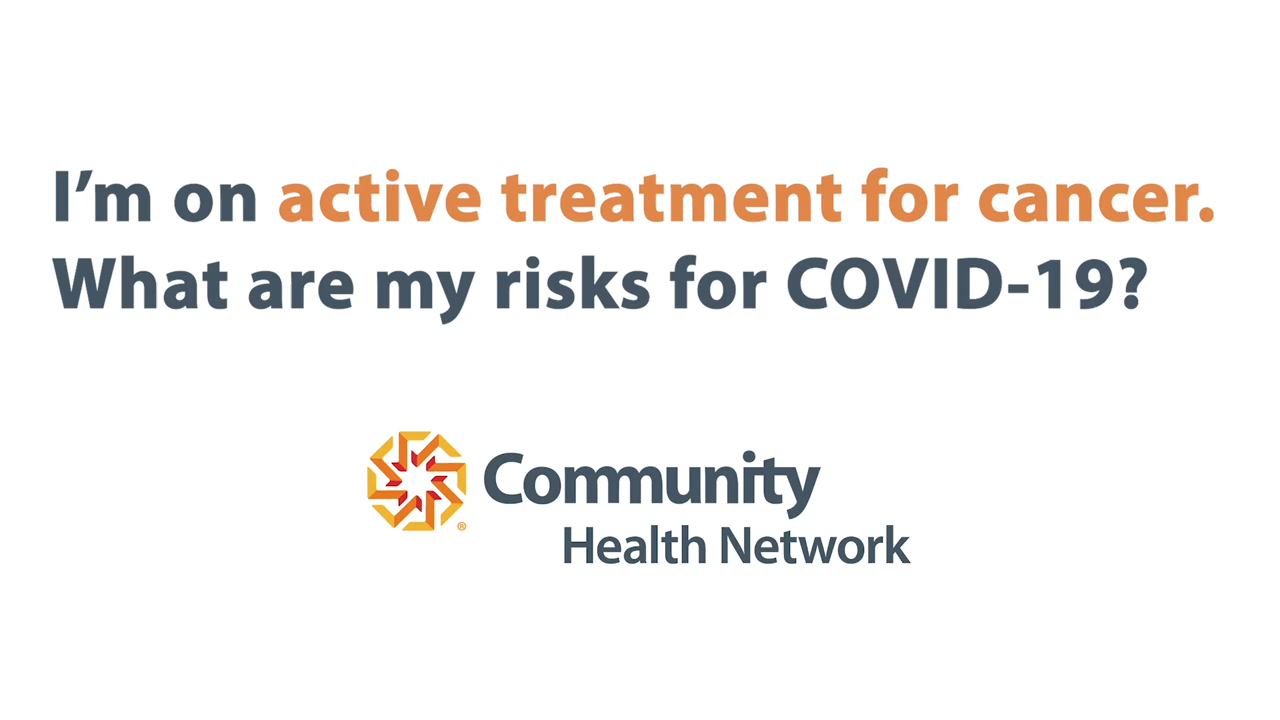 I’m on active treatment for cancer.
What are my risks for COVID-19?
Community
®
Health Network